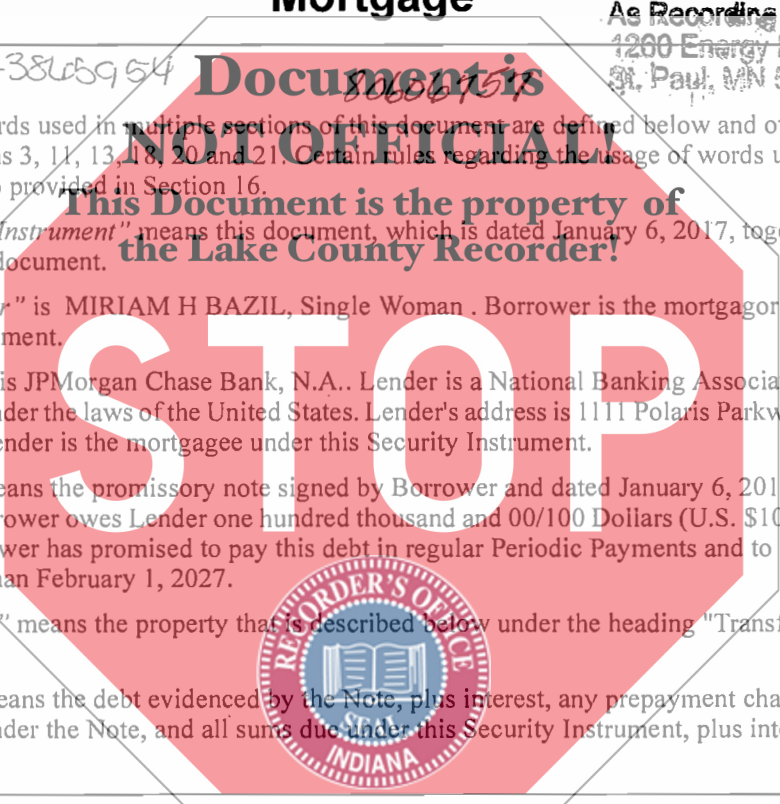 Mortgage
As Recording
-3865954
1260 Energy
Document is
80606957
St. Paul, MN
rds used in multiple sections of this document are defined below and o
NOT OFFICIAL!
s 3, 11, 13, 18, 20 and 21. Certain rules regarding the usage of words u
provided in Section 16.
This Document is the property of
Instrument" means this document, which is dated January 6, 2017, toge
the Lake County Recorder!
document.
r" is MIRIAM H BAZIL, Single Woman . Borrower is the mortgagor
ment.
STOP
is JPMorgan Chase Bank, N.A.. Lender is a National Banking Associa
nder the laws of the United States. Lender's address is 1111 Polaris Parkw
ender is the mortgagee under this Security Instrument.
eans the promissory note signed by Borrower and dated January 6, 201
rower owes Lender one hundred thousand and 00/100 Dollars (U.S. $10
wer has promised to pay this debt in regular Periodic Payments and to
an February 1, 2027.
" means the property that is described below under the heading "Transf
RECORDER'S OFFICE
eans the debt evidenced by the Note, plus interest, any prepayment cha
SEAL
nder the Note, and all sums due under this Security Instrument, plus inte
INDIANA